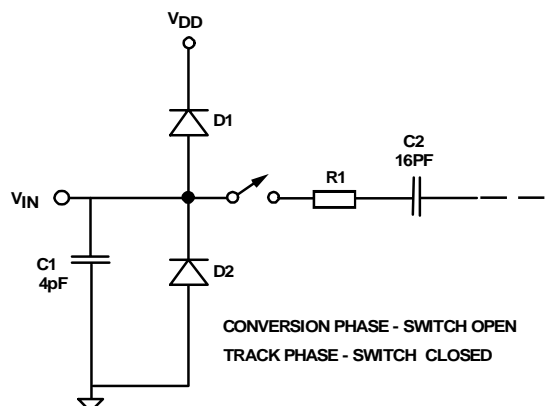 VDD
D1
C2
16PF
R1
VIN
C1
4pF
D2
CONVERSION PHASE - SWITCH OPEN
TRACK PHASE - SWITCH CLOSED